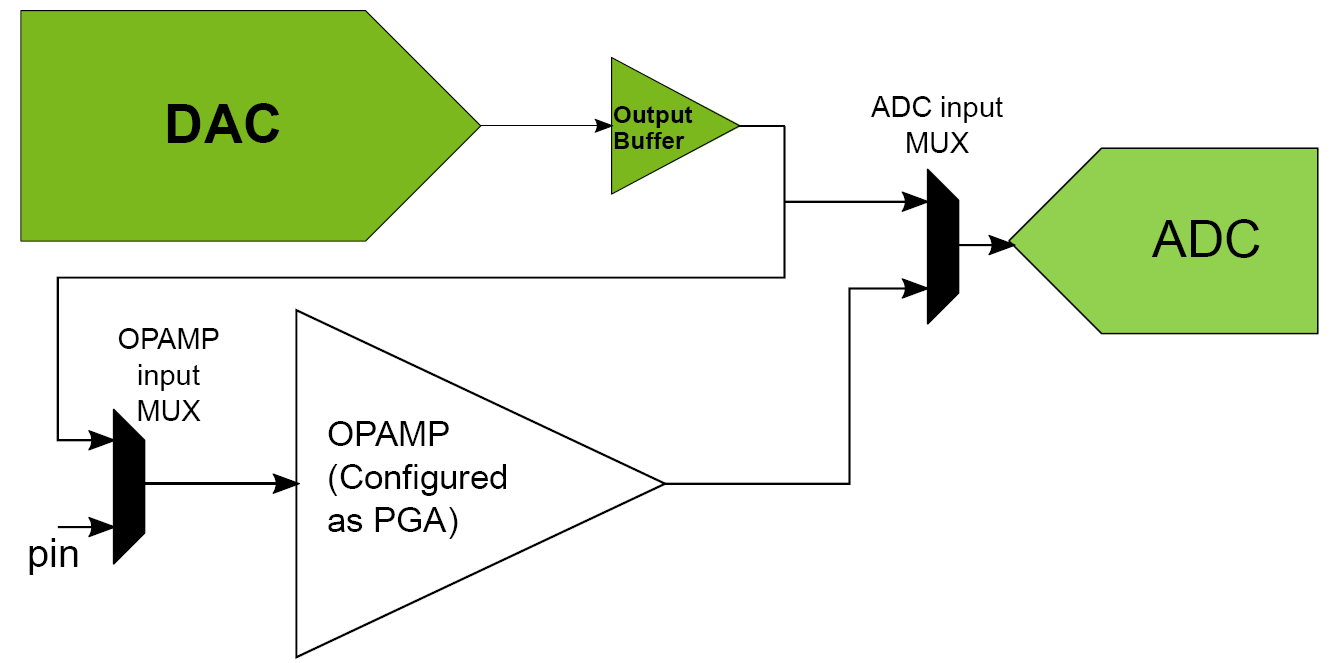 DAC
Output
Buffer
ADC input
MUX
ADC
OPAMP
input
MUX
OPAMP
(Configured
as PGA)
pin